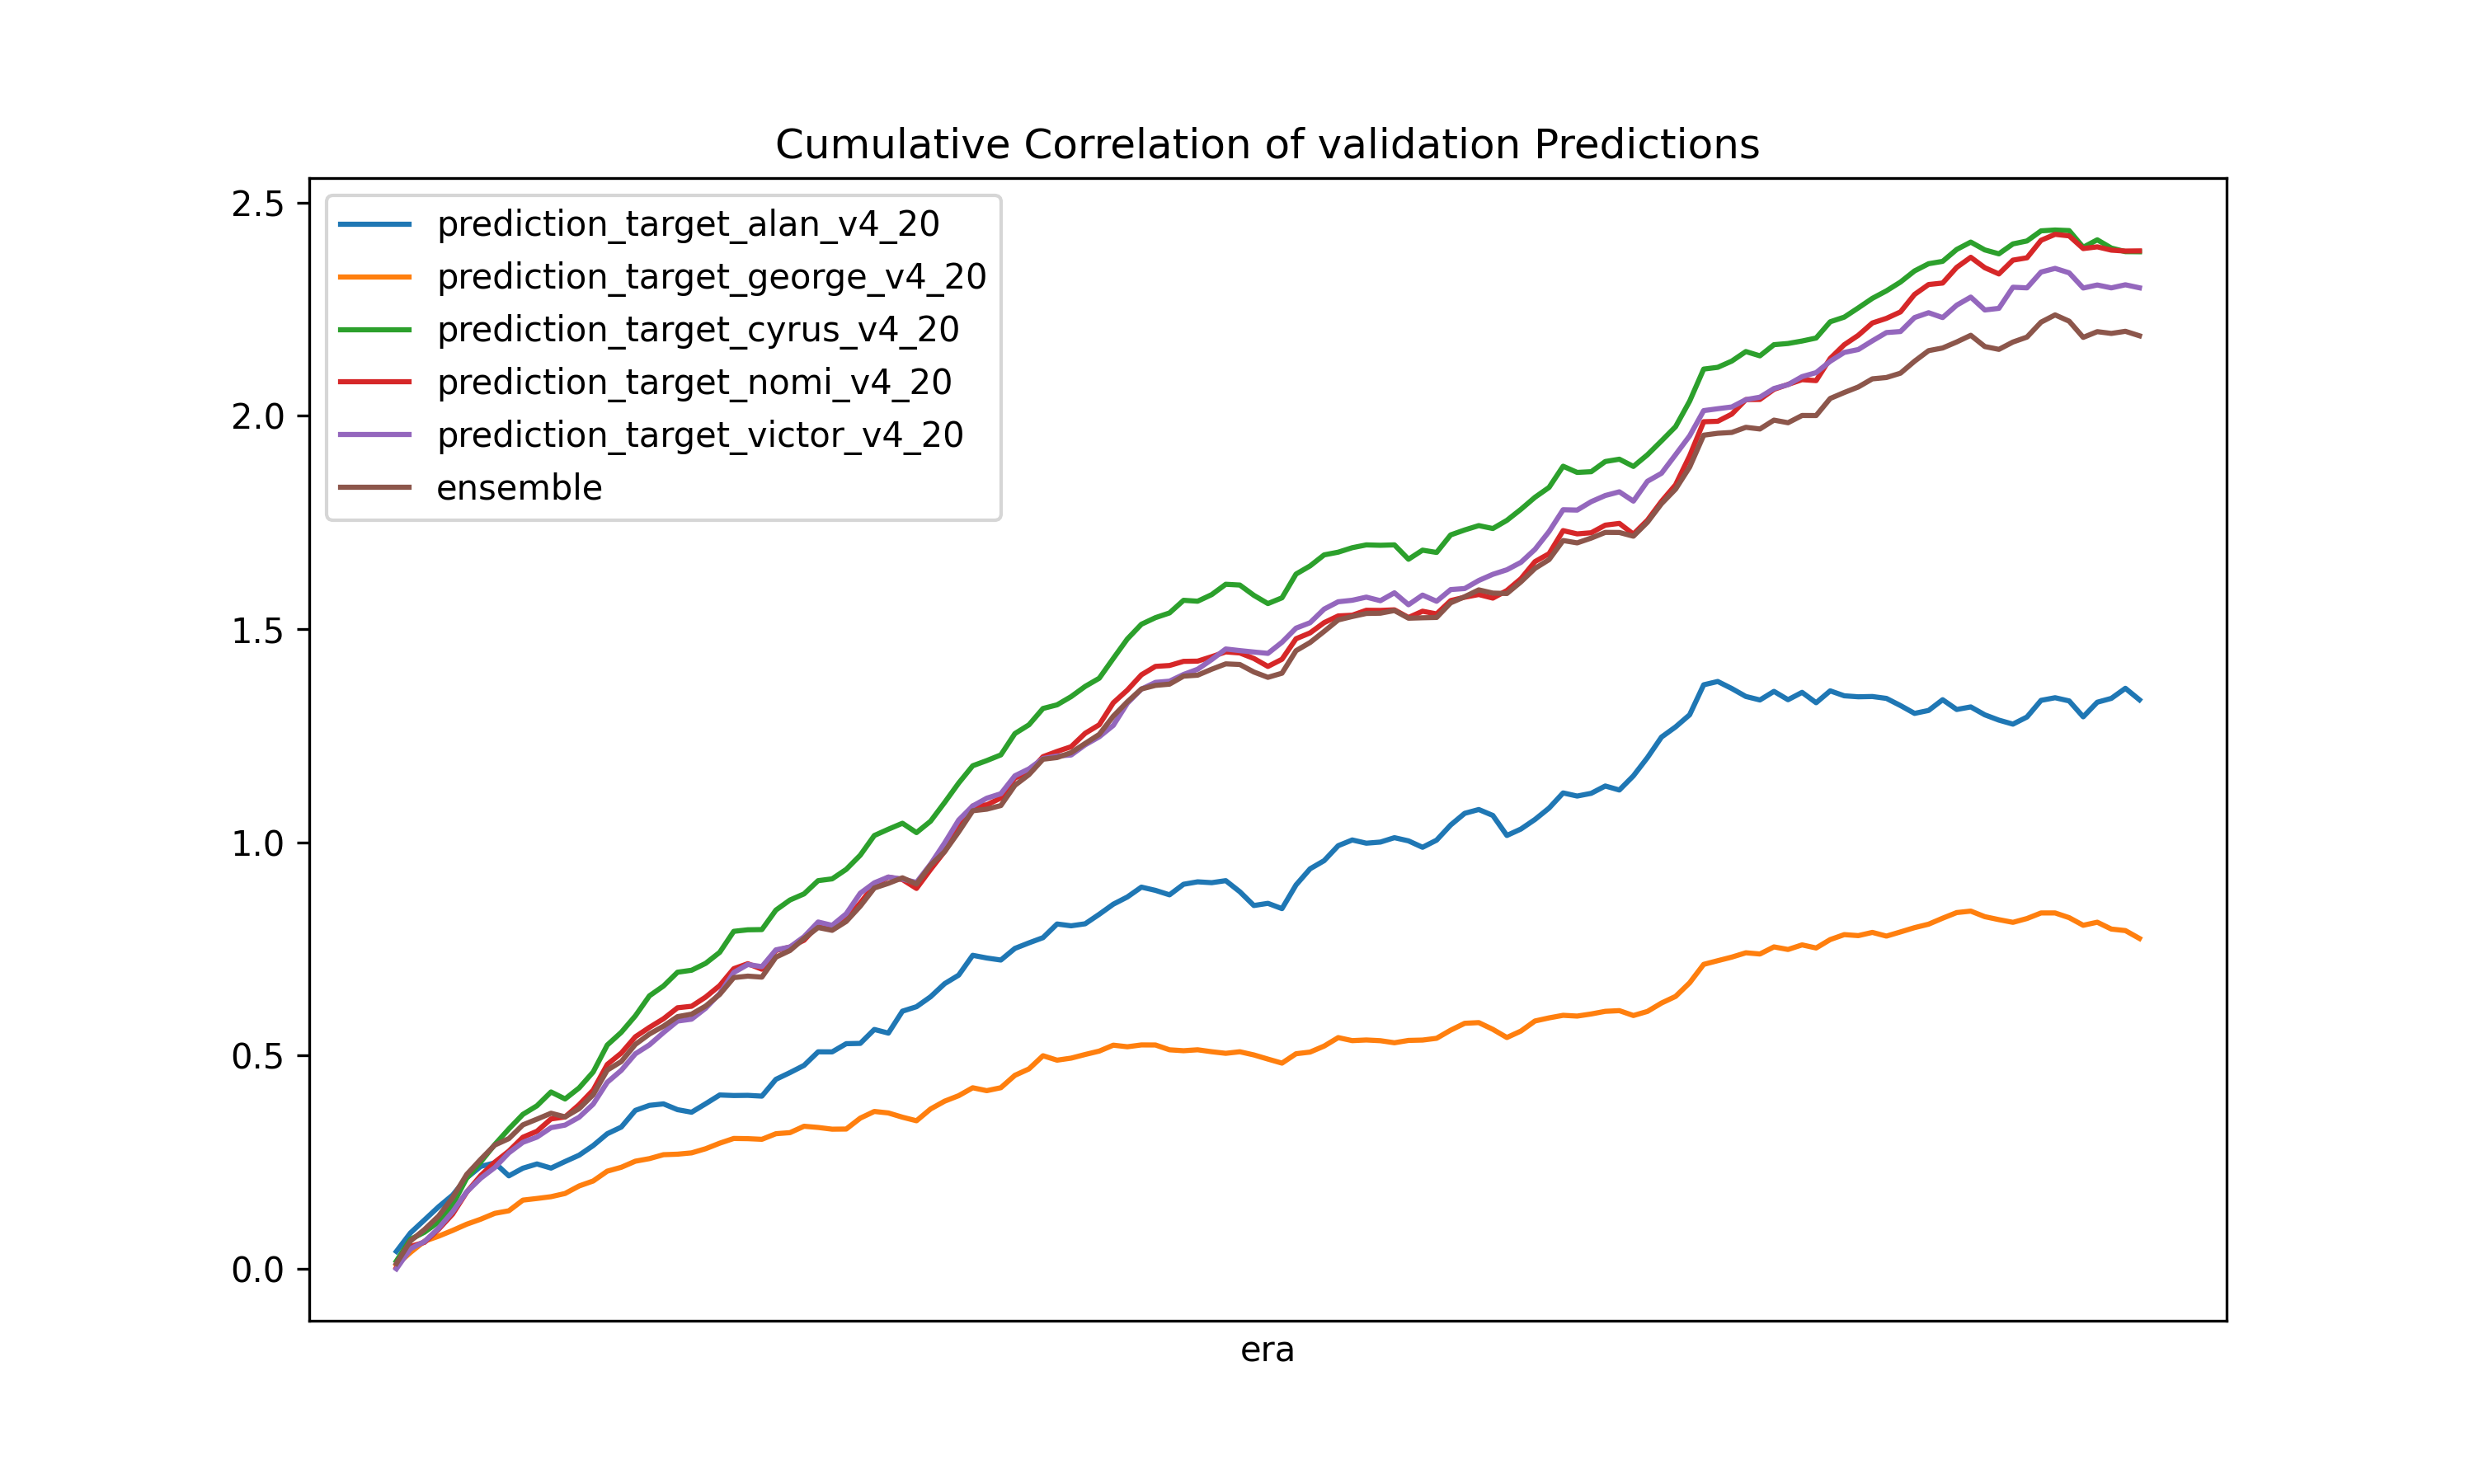 Cumulative Correlation of validation Predictions
2.5
2.0
1.5
1.0
0.5
0.0
prediction_target_alan_v4_20
prediction_target_george_v4_20
prediction_target_cyrus_v4_20
prediction_target_nomi_v4_20
prediction_target_victor_v4_20
ensemble
era